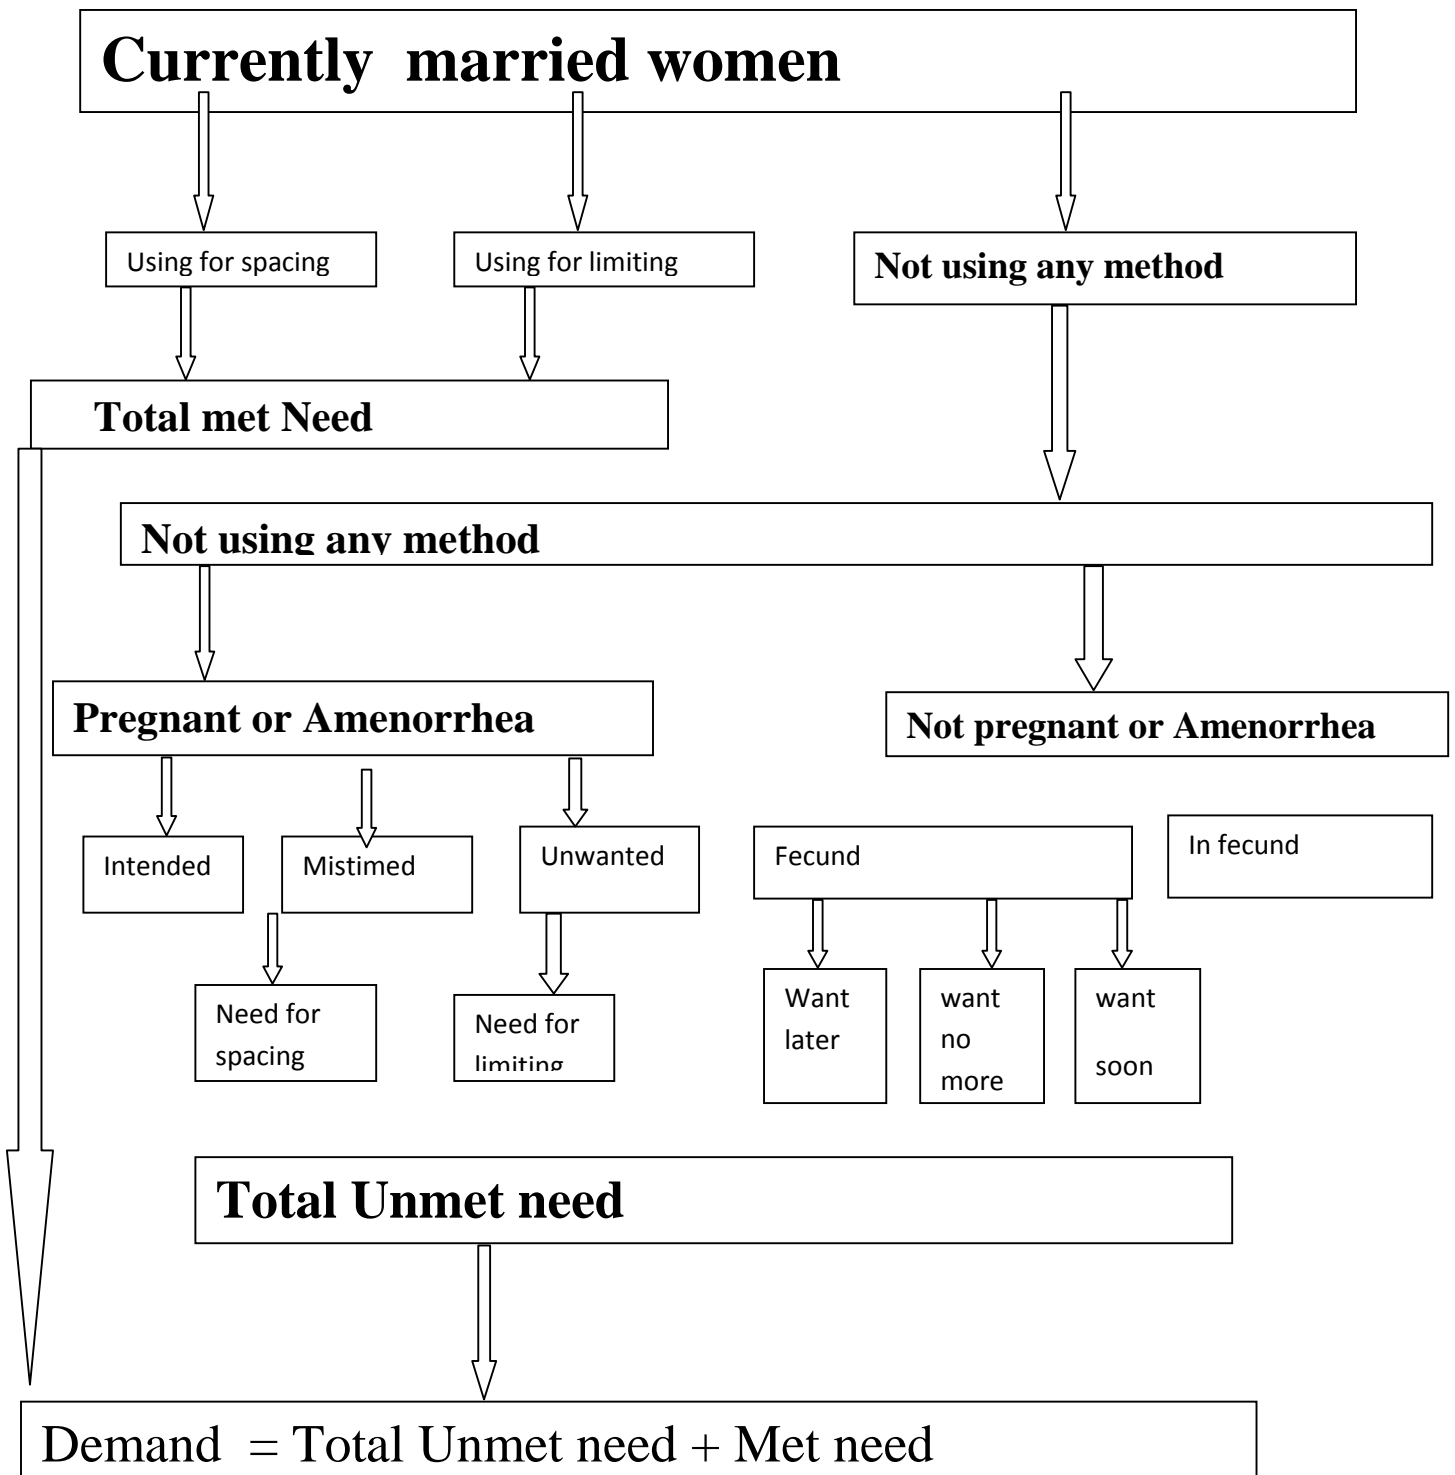 Currently married women
Using for spacing
Using for limiting
Not using any method
Total met Need
Not using any method
Pregnant or Amenorrhea
Not pregnant or Amenorrhea
Intended
Mistimed
Unwanted
Fecund
In fecund
Need for
spacing
Need for
limiting
Want
later
want
no
more
want
soon
Total Unmet need
Demand = Total Unmet need + Met need